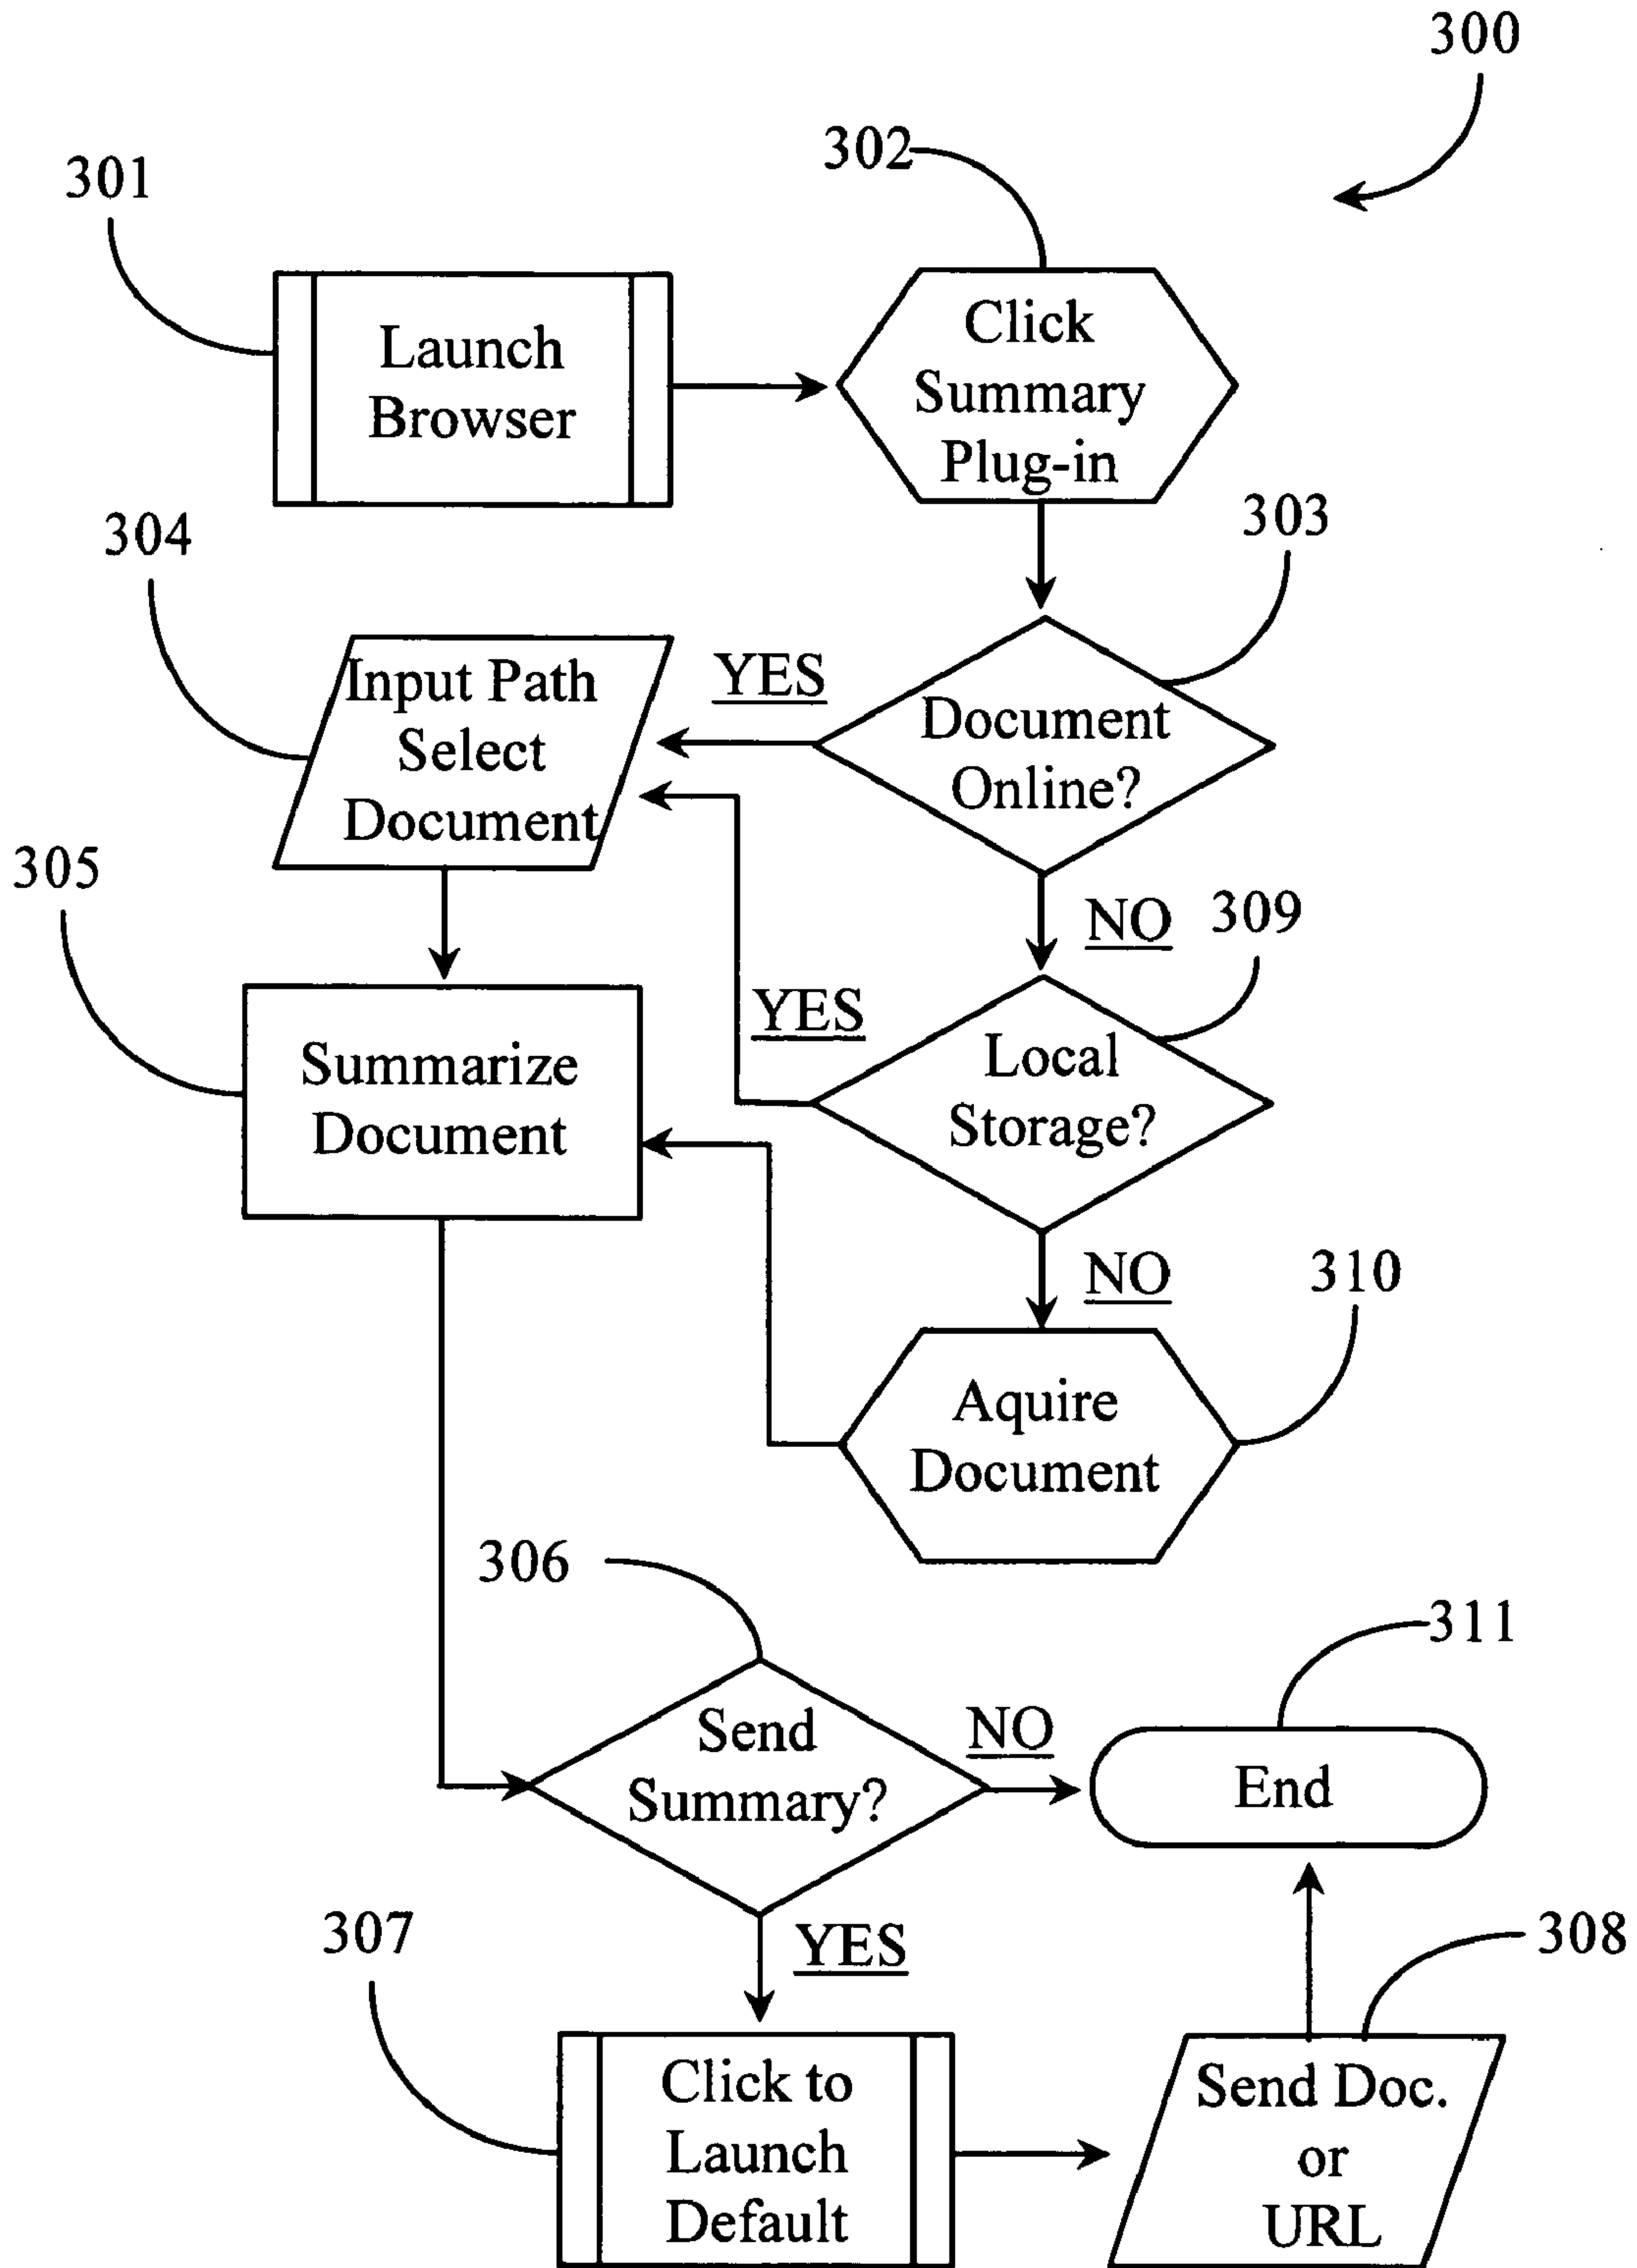 300
302
301
Launch
Browser
Click
Summary
Plug-in
304
303
Input Path
Select
Document
YES
Document
Online?
305
NO
309
Summarize
Document
YES
Local
Storage?
NO
310
Aquire
Document
306
311
Send
Summary?
NO
End
307
YES
308
Click to
Launch
Default
Send Doc.
or
URL